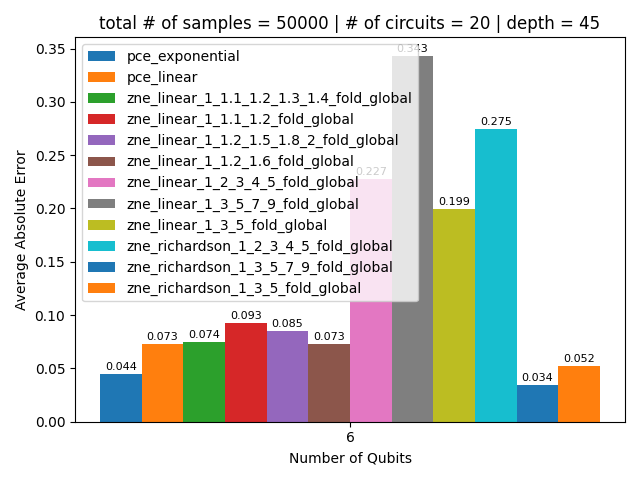 total # of samples = 50000 | # of circuits = 20 | depth = 45
Average Absolute Error
0.35
0.30
0.25
0.20
0.15
0.10
0.05
0.00
pce_exponential
pce_linear
zne_linear_1_1.1_1.2_1.3_1.4_fold_global
zne_linear_1_1.1_1.2_fold_global
zne_linear_1_1.2_1.5_1.8_2_fold_global
zne_linear_1_1.2_1.6_fold_global
zne_linear_1_2_3_4_5_fold_global
zne_linear_1_3_5_7_9_fold_global
zne_linear_1_3_5_fold_global
zne_richardson_1_2_3_4_5_fold_global
zne_richardson_1_3_5_7_9_fold_global
zne_richardson_1_3_5_fold_global
0.044
0.073
0.074
0.093
0.085
0.073
0.227
0.343
0.199
0.275
0.034
0.052
6
Number of Qubits